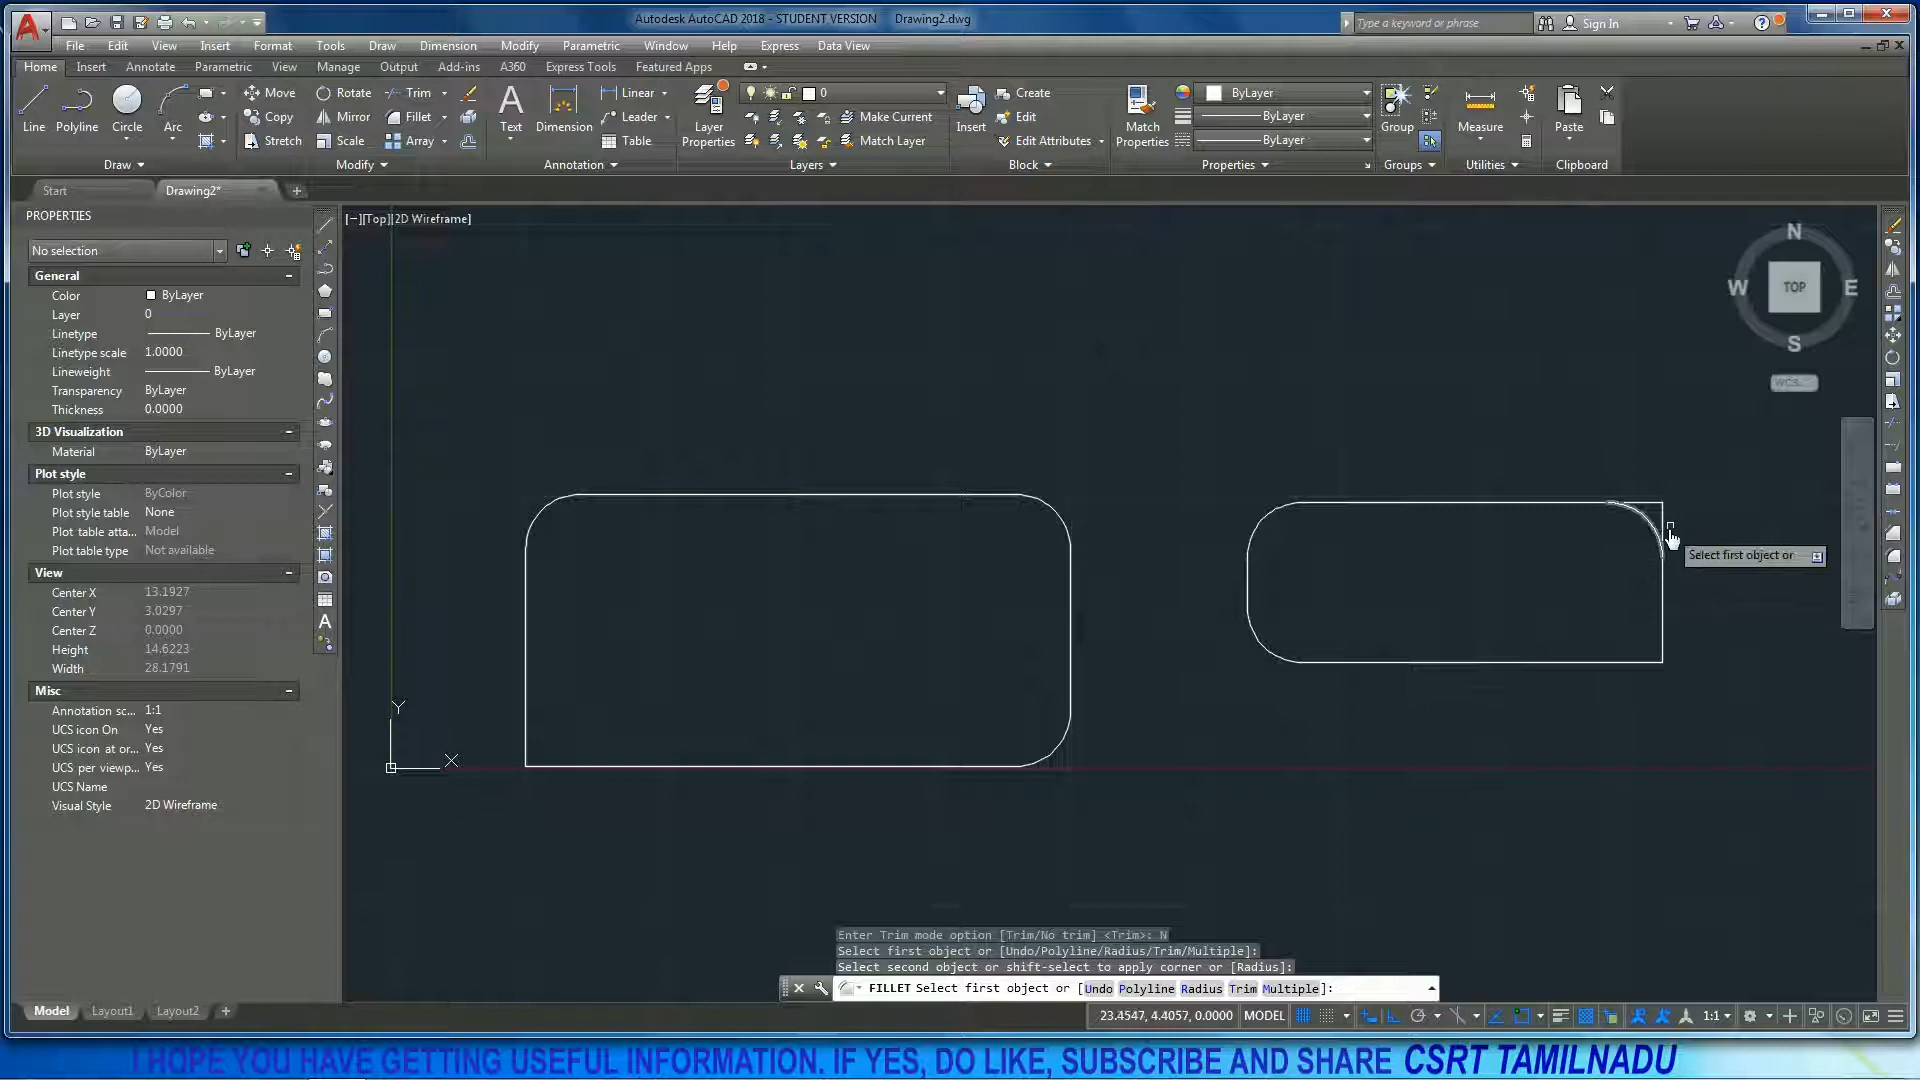 Autodesk AutoCAD 2018 - STUDENT VERSION Drawing2.dwg
Type a keyword or phrase
Sign In
File Edit View Insert Format Tools Draw Dimension Modify Parametric Window Help Express Data View
Home Insert Annotate Parametric View Manage Output Add-ins A360 Express Tools Featured Apps
Line Polyline Circle Arc
Move Rotate Trim
Copy Mirror Fillet
Stretch Scale Array
Text Dimension
Linear
Leader
Table
Layer Properties
0
Make Current
Match Layer
Insert
Create
Edit
Edit Attributes
Match Properties
ByLayer
ByLayer
ByLayer
Group
Measure
Paste
Draw Modify Annotation Layers Block Properties Groups Utilities Clipboard
Start Drawing2*
PROPERTIES
No selection
General
Color ByLayer
Layer 0
Linetype ByLayer
Linetype scale 1.0000
Lineweight ByLayer
Transparency ByLayer
Thickness 0.0000
3D Visualization
Material ByLayer
Plot style
Plot style ByColor
Plot style table None
Plot table atta... Model
Plot table type Not available
View
Center X 13.1927
Center Y 3.0297
Center Z 0.0000
Height 14.6223
Width 28.1791
Misc
Annotation sc... 1:1
UCS icon On Yes
UCS icon at or... Yes
UCS per viewp... Yes
UCS Name
Visual Style 2D Wireframe
[−][Top][2D Wireframe]
N
W TOP E
S
WCS
Select first object or
Y
X
Enter Trim mode option [Trim/No trim] <Trim>: N
Select first object or [Undo/Polyline/Radius/Trim/Multiple]:
Select second object or shift-select to apply corner or [Radius]:
FILLET Select first object or [Undo Polyline Radius Trim Multiple]:
Model Layout1 Layout2
23.4547, 4.4057, 0.0000 MODEL 1:1
I HOPE YOU HAVE GETTING USEFUL INFORMATION. IF YES, DO LIKE, SUBSCRIBE AND SHARE CSRT TAMILNADU